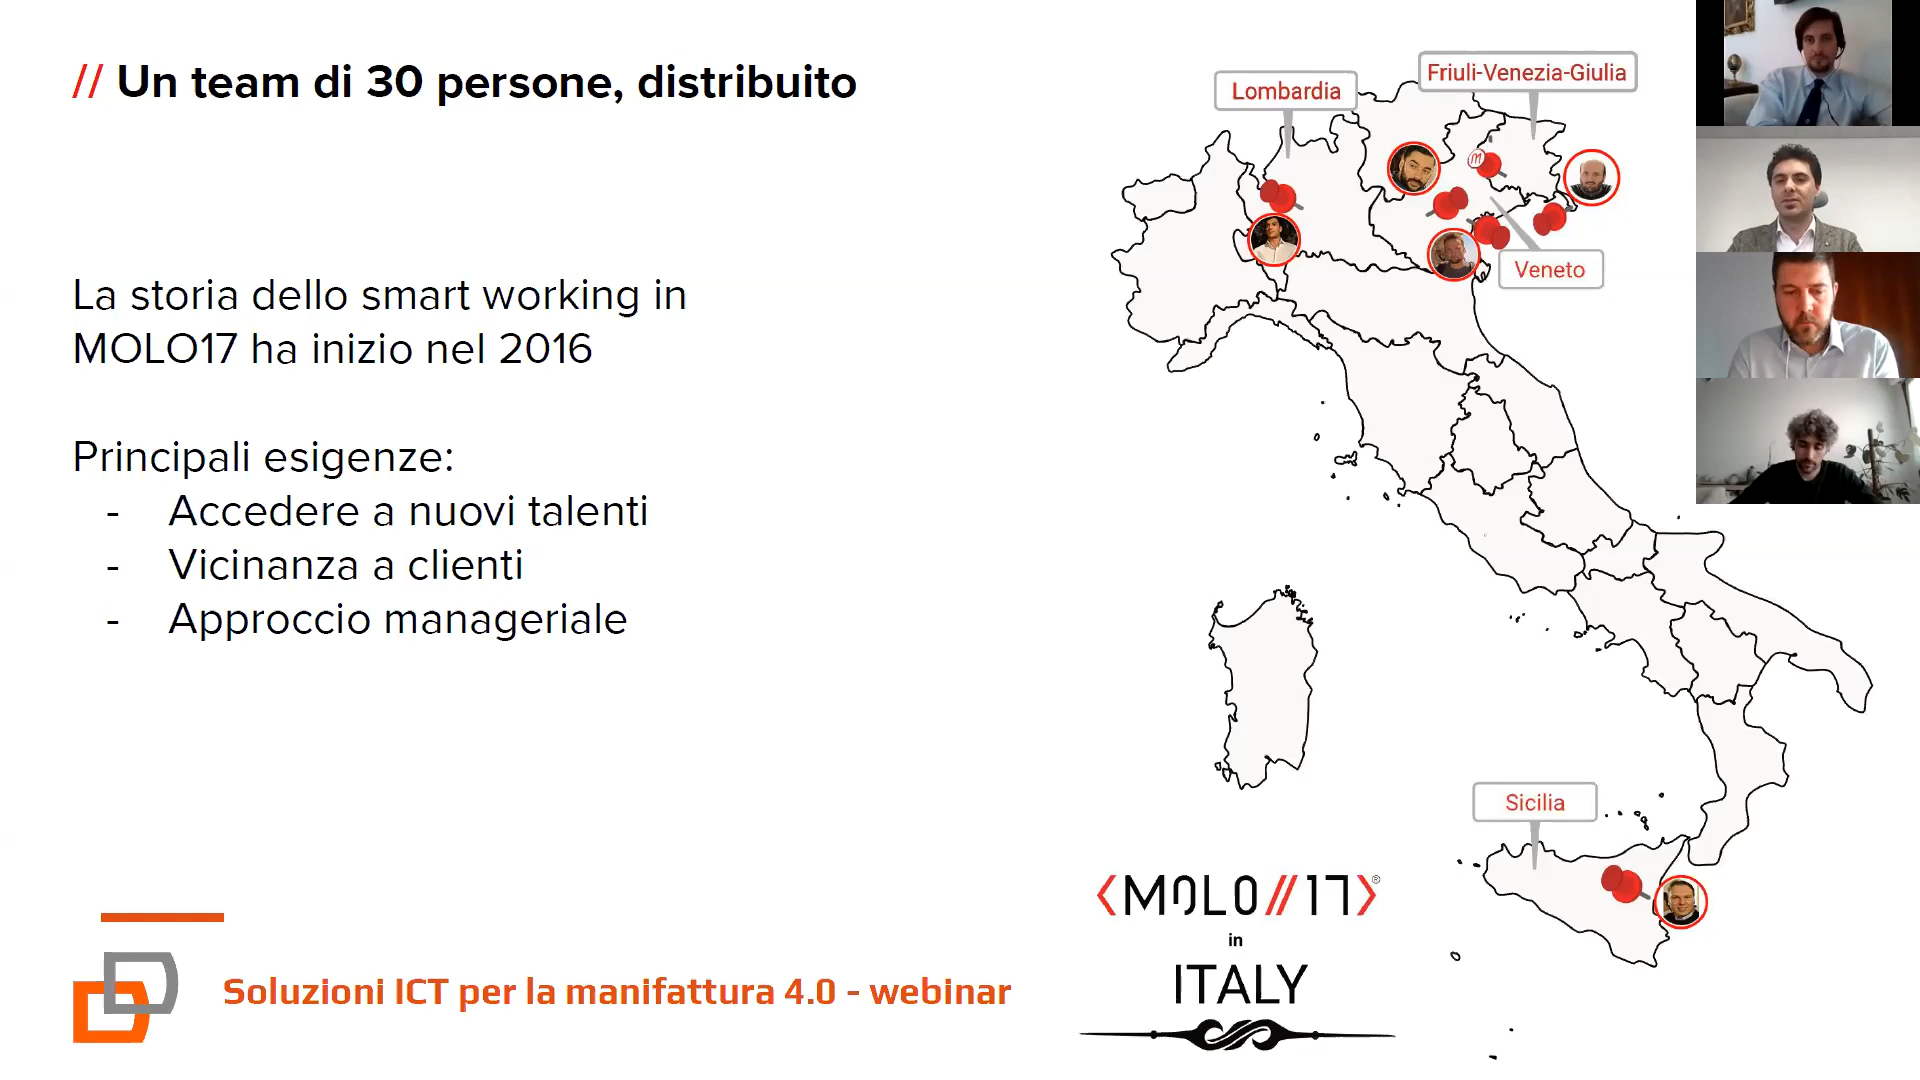 // Un team di 30 persone, distribuito
La storia dello smart working in
MOLO17 ha inizio nel 2016
Principali esigenze:
- Accedere a nuovi talenti
- Vicinanza a clienti
- Approccio manageriale
Lombardia
Friuli-Venezia-Giulia
Veneto
Sicilia
<MOLO//17>®
in
ITALY
Soluzioni ICT per la manifattura 4.0 - webinar